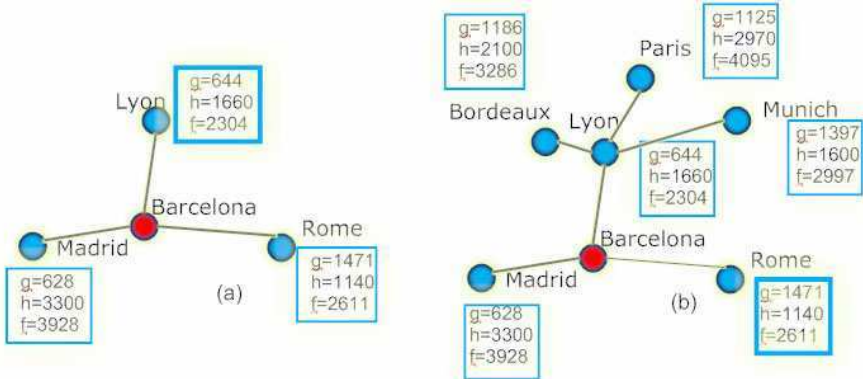 Lyon
g=644
h=1660
f=2304
Barcelona
Madrid
Rome
g=628
h=3300
f=3928
g=1471
h=1140
f=2611
(a)
g=1186
h=2100
f=3286
Paris
g=1125
h=2970
f=4095
Bordeaux
Lyon
Munich
g=644
h=1660
f=2304
g=1397
h=1600
f=2997
Barcelona
Madrid
Rome
g=628
h=3300
f=3928
(b)
g=1471
h=1140
f=2611